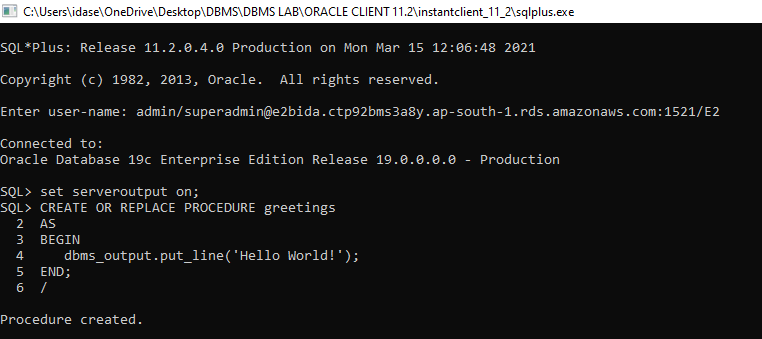 C:\Users\idase\OneDrive\Desktop\DBMS\DBMS LAB\ORACLE CLIENT 11.2\instantclient_11_2\sqlplus.exe
SQL*Plus: Release 11.2.0.4.0 Production on Mon Mar 15 12:06:48 2021
Copyright (c) 1982, 2013, Oracle.  All rights reserved.
Enter user-name: admin/superadmin@e2bida.ctp92bms3a8y.ap-south-1.rds.amazonaws.com:1521/E2
Connected to:
Oracle Database 19c Enterprise Edition Release 19.0.0.0.0 - Production
SQL> set serveroutput on;
SQL> CREATE OR REPLACE PROCEDURE greetings
  2  AS
  3  BEGIN
  4     dbms_output.put_line('Hello World!');
  5  END;
  6  /
Procedure created.